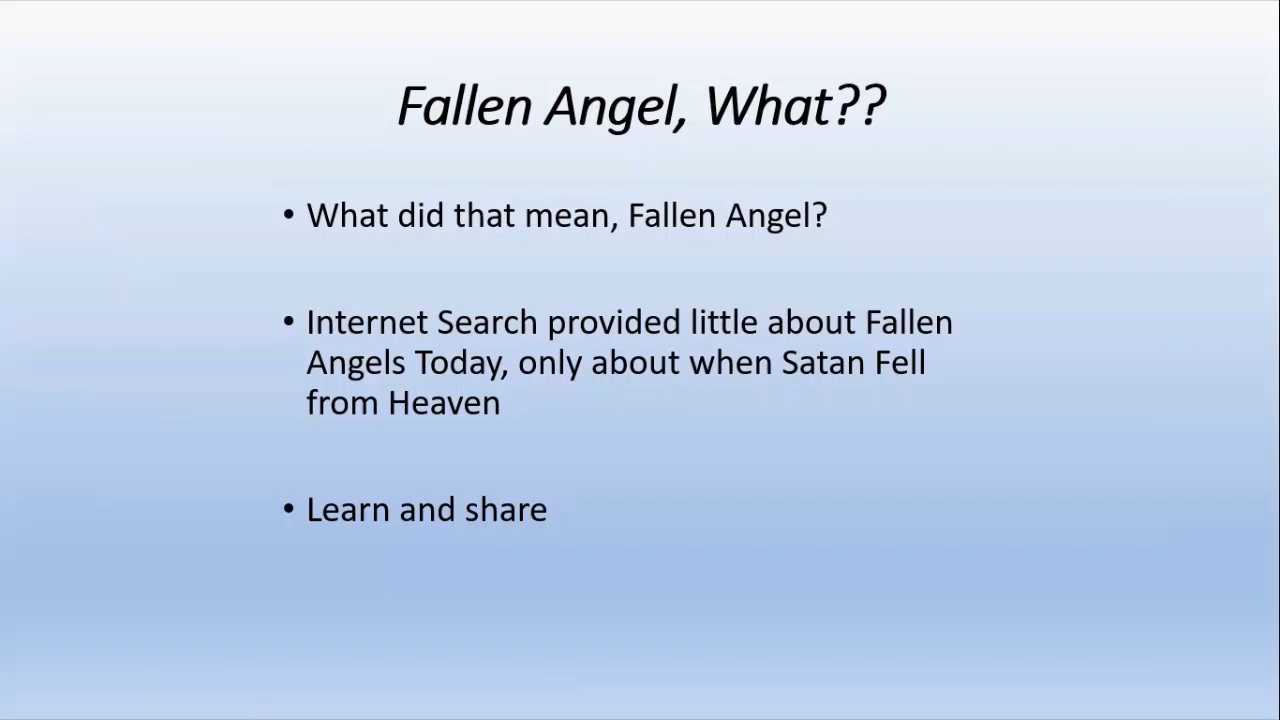 Fallen Angel, What??
• What did that mean, Fallen Angel?
• Internet Search provided little about Fallen
Angels Today, only about when Satan Fell
from Heaven
• Learn and share